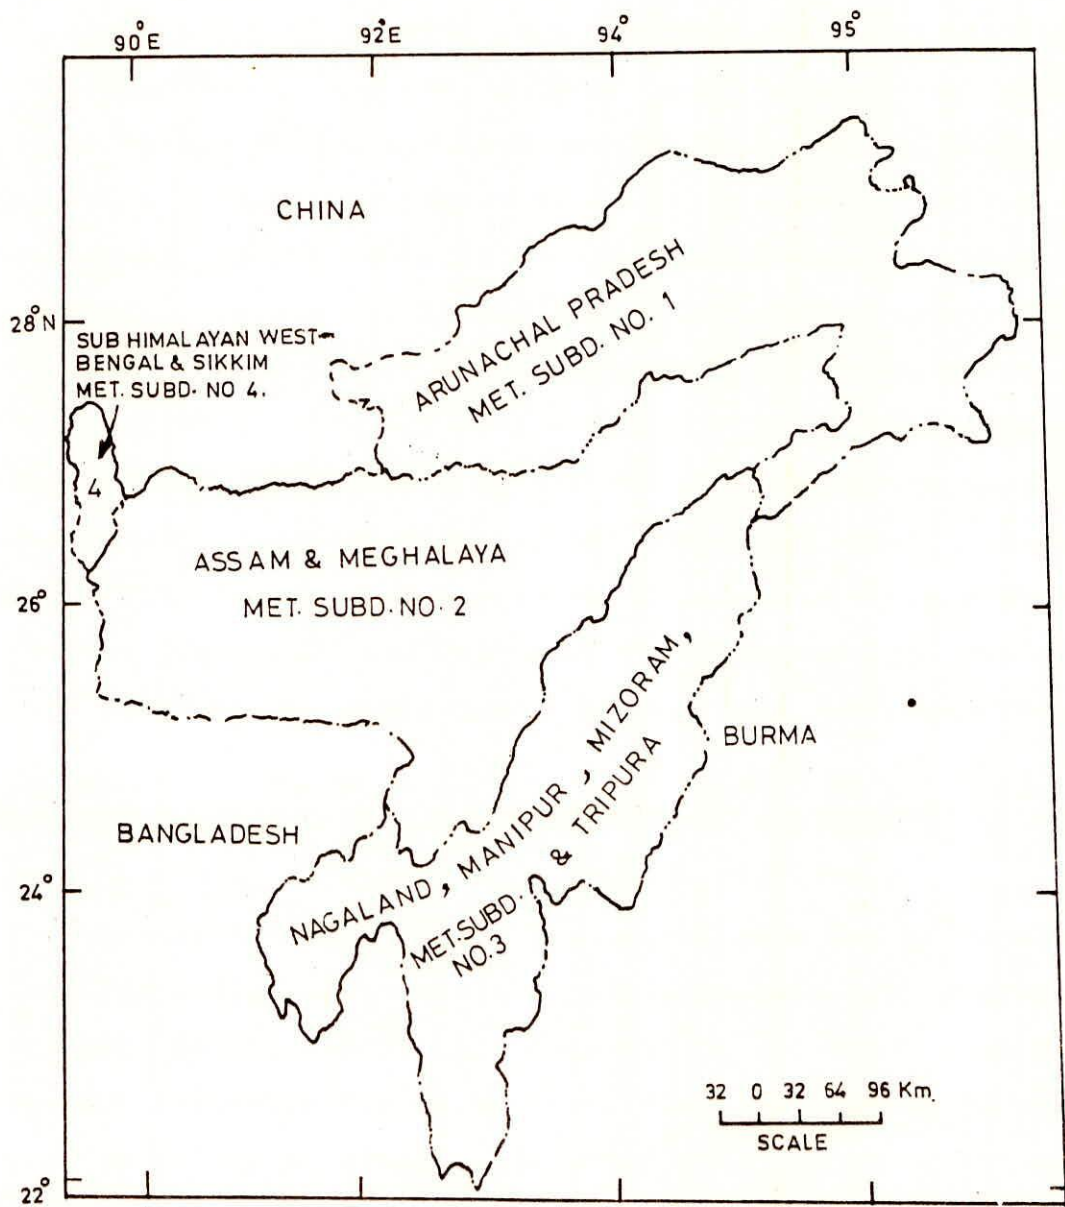 90°E 92°E 94° 95°
CHINA
28°N
SUB HIMALAYAN WEST-
BENGAL & SIKKIM
MET. SUBD. NO 4.
ARUNACHAL PRADESH
MET. SUBD. NO. 1
4
ASSAM & MEGHALAYA
MET. SUBD. NO. 2
26°
NAGALAND, MANIPUR, MIZORAM,
& TRIPURA
MET. SUBD.
NO. 3
BURMA
BANGLADESH
24°
32 0 32 64 96 Km.
SCALE
22°